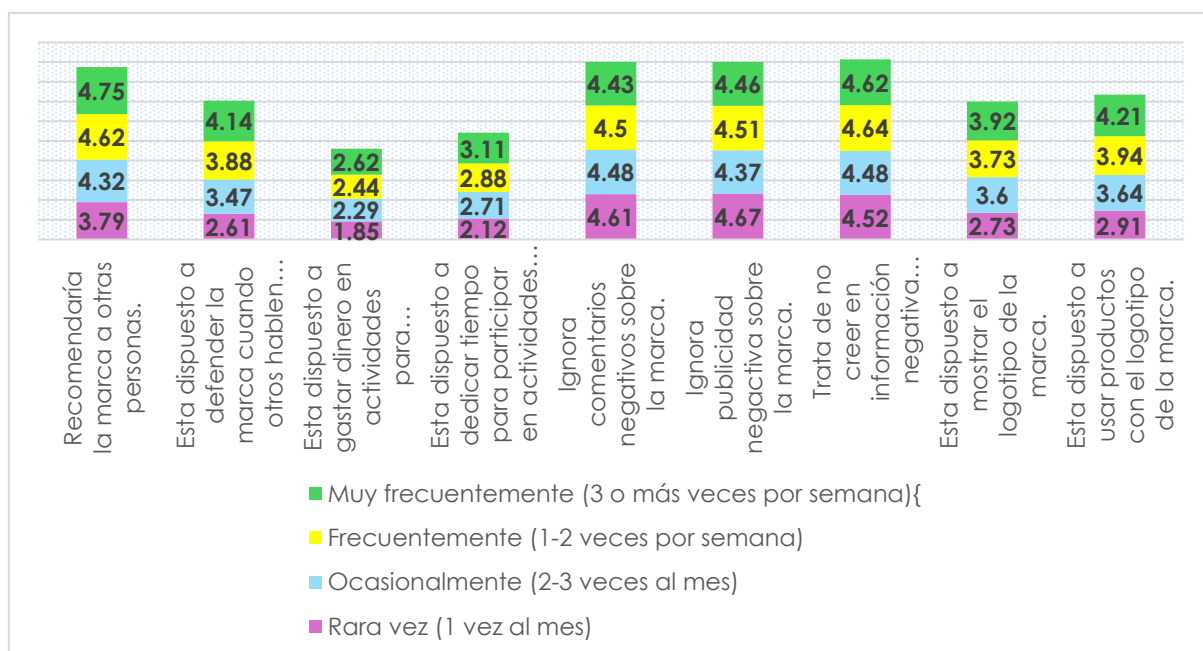 4.75 4.14 2.62 3.11 4.43 4.46 4.62 3.92 4.21
4.62 3.88 2.44 2.88 4.5 4.51 4.64 3.73 3.94
4.32 3.47 2.29 2.71 4.48 4.37 4.48 3.6 3.64
3.79 2.61 1.85 2.12 4.61 4.67 4.52 2.73 2.91
Recomendaría
la marca a otras
personas.
Esta dispuesto a
defender la
marca cuando
otros hablen…
Esta dispuesto a
gastar dinero en
actividades
para…
Esta dispuesto a
dedicar tiempo
para participar
en actividades…
Ignora
comentarios
negativos sobre
la marca.
Ignora
publicidad
negactiva sobre
la marca.
Trata de no
creer en
información
negativa…
Esta dispuesto a
mostrar el
logotipo de la
marca.
Esta dispuesto a
usar productos
con el logotipo
de la marca.
Muy frecuentemente (3 o más veces por semana){
Frecuentemente (1-2 veces por semana)
Ocasionalmente (2-3 veces al mes)
Rara vez (1 vez al mes)